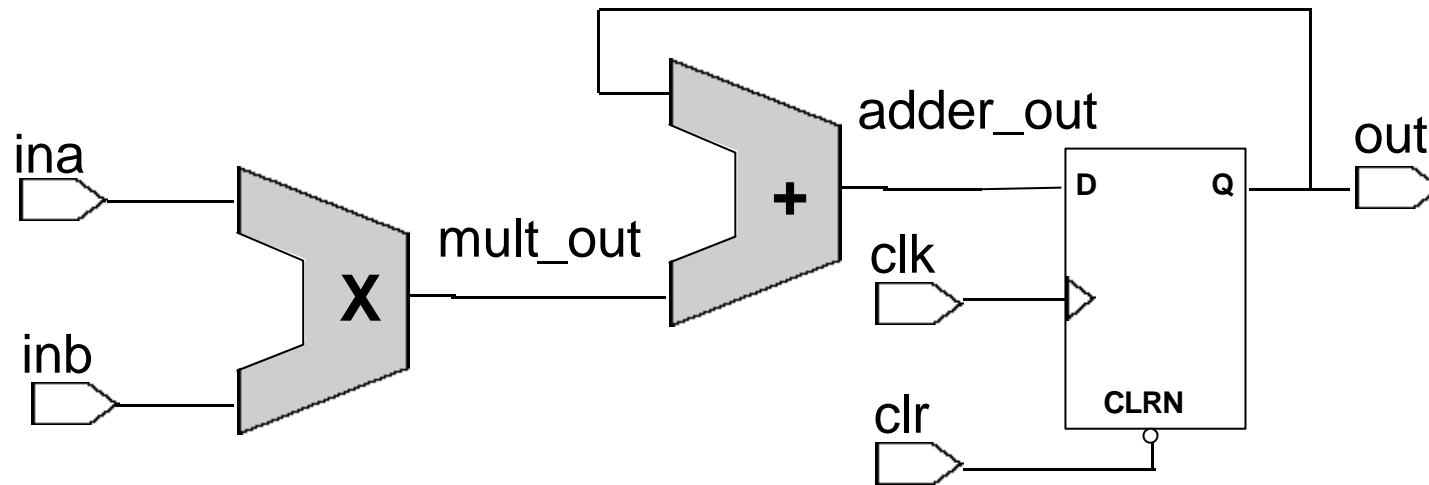 adder_out
ina
out
D
Q
+
mult_out
clk
X
inb
CLRN
clr